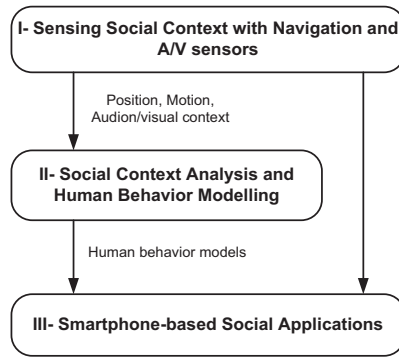 I- Sensing Social Context with Navigation and
A/V sensors
Position, Motion,
Audion/visual context
II- Social Context Analysis and
Human Behavior Modelling
Human behavior models
III- Smartphone-based Social Applications